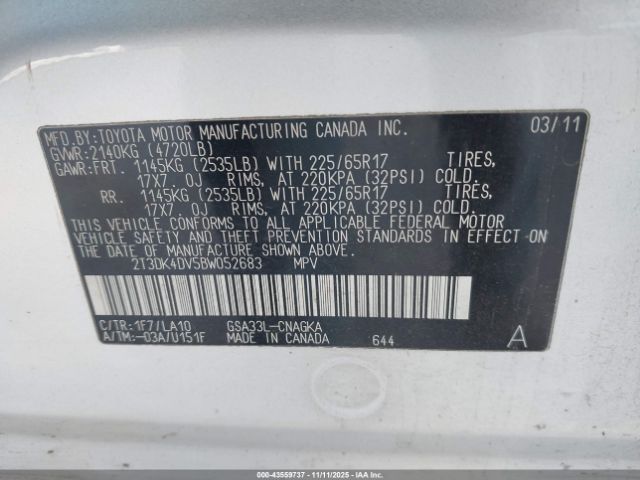 MFD.BY:TOYOTA MOTOR MANUFACTURING CANADA INC. 03/11
GVWR:2140KG (4720LB)
GAWR:FRT. 1145KG (2535LB) WITH 225/65R17 TIRES,
17X7.0J RIMS, AT 220KPA (32PSI) COLD.
RR. 1145KG (2535LB) WITH 225/65R17 TIRES,
17X7.0J RIMS, AT 220KPA (32PSI) COLD.
THIS VEHICLE CONFORMS TO ALL APPLICABLE FEDERAL MOTOR
VEHICLE SAFETY AND THEFT PREVENTION STANDARDS IN EFFECT ON
THE DATE OF MANUFACTURE SHOWN ABOVE.
2T3DK4DV5BW052683 MPV
C/TR:1F7/LA10 GSA33L-CNAGKA
A/TM:-03A/U151F MADE IN CANADA 644 A
000-43559737 - 11/11/2025 - IAAI.com